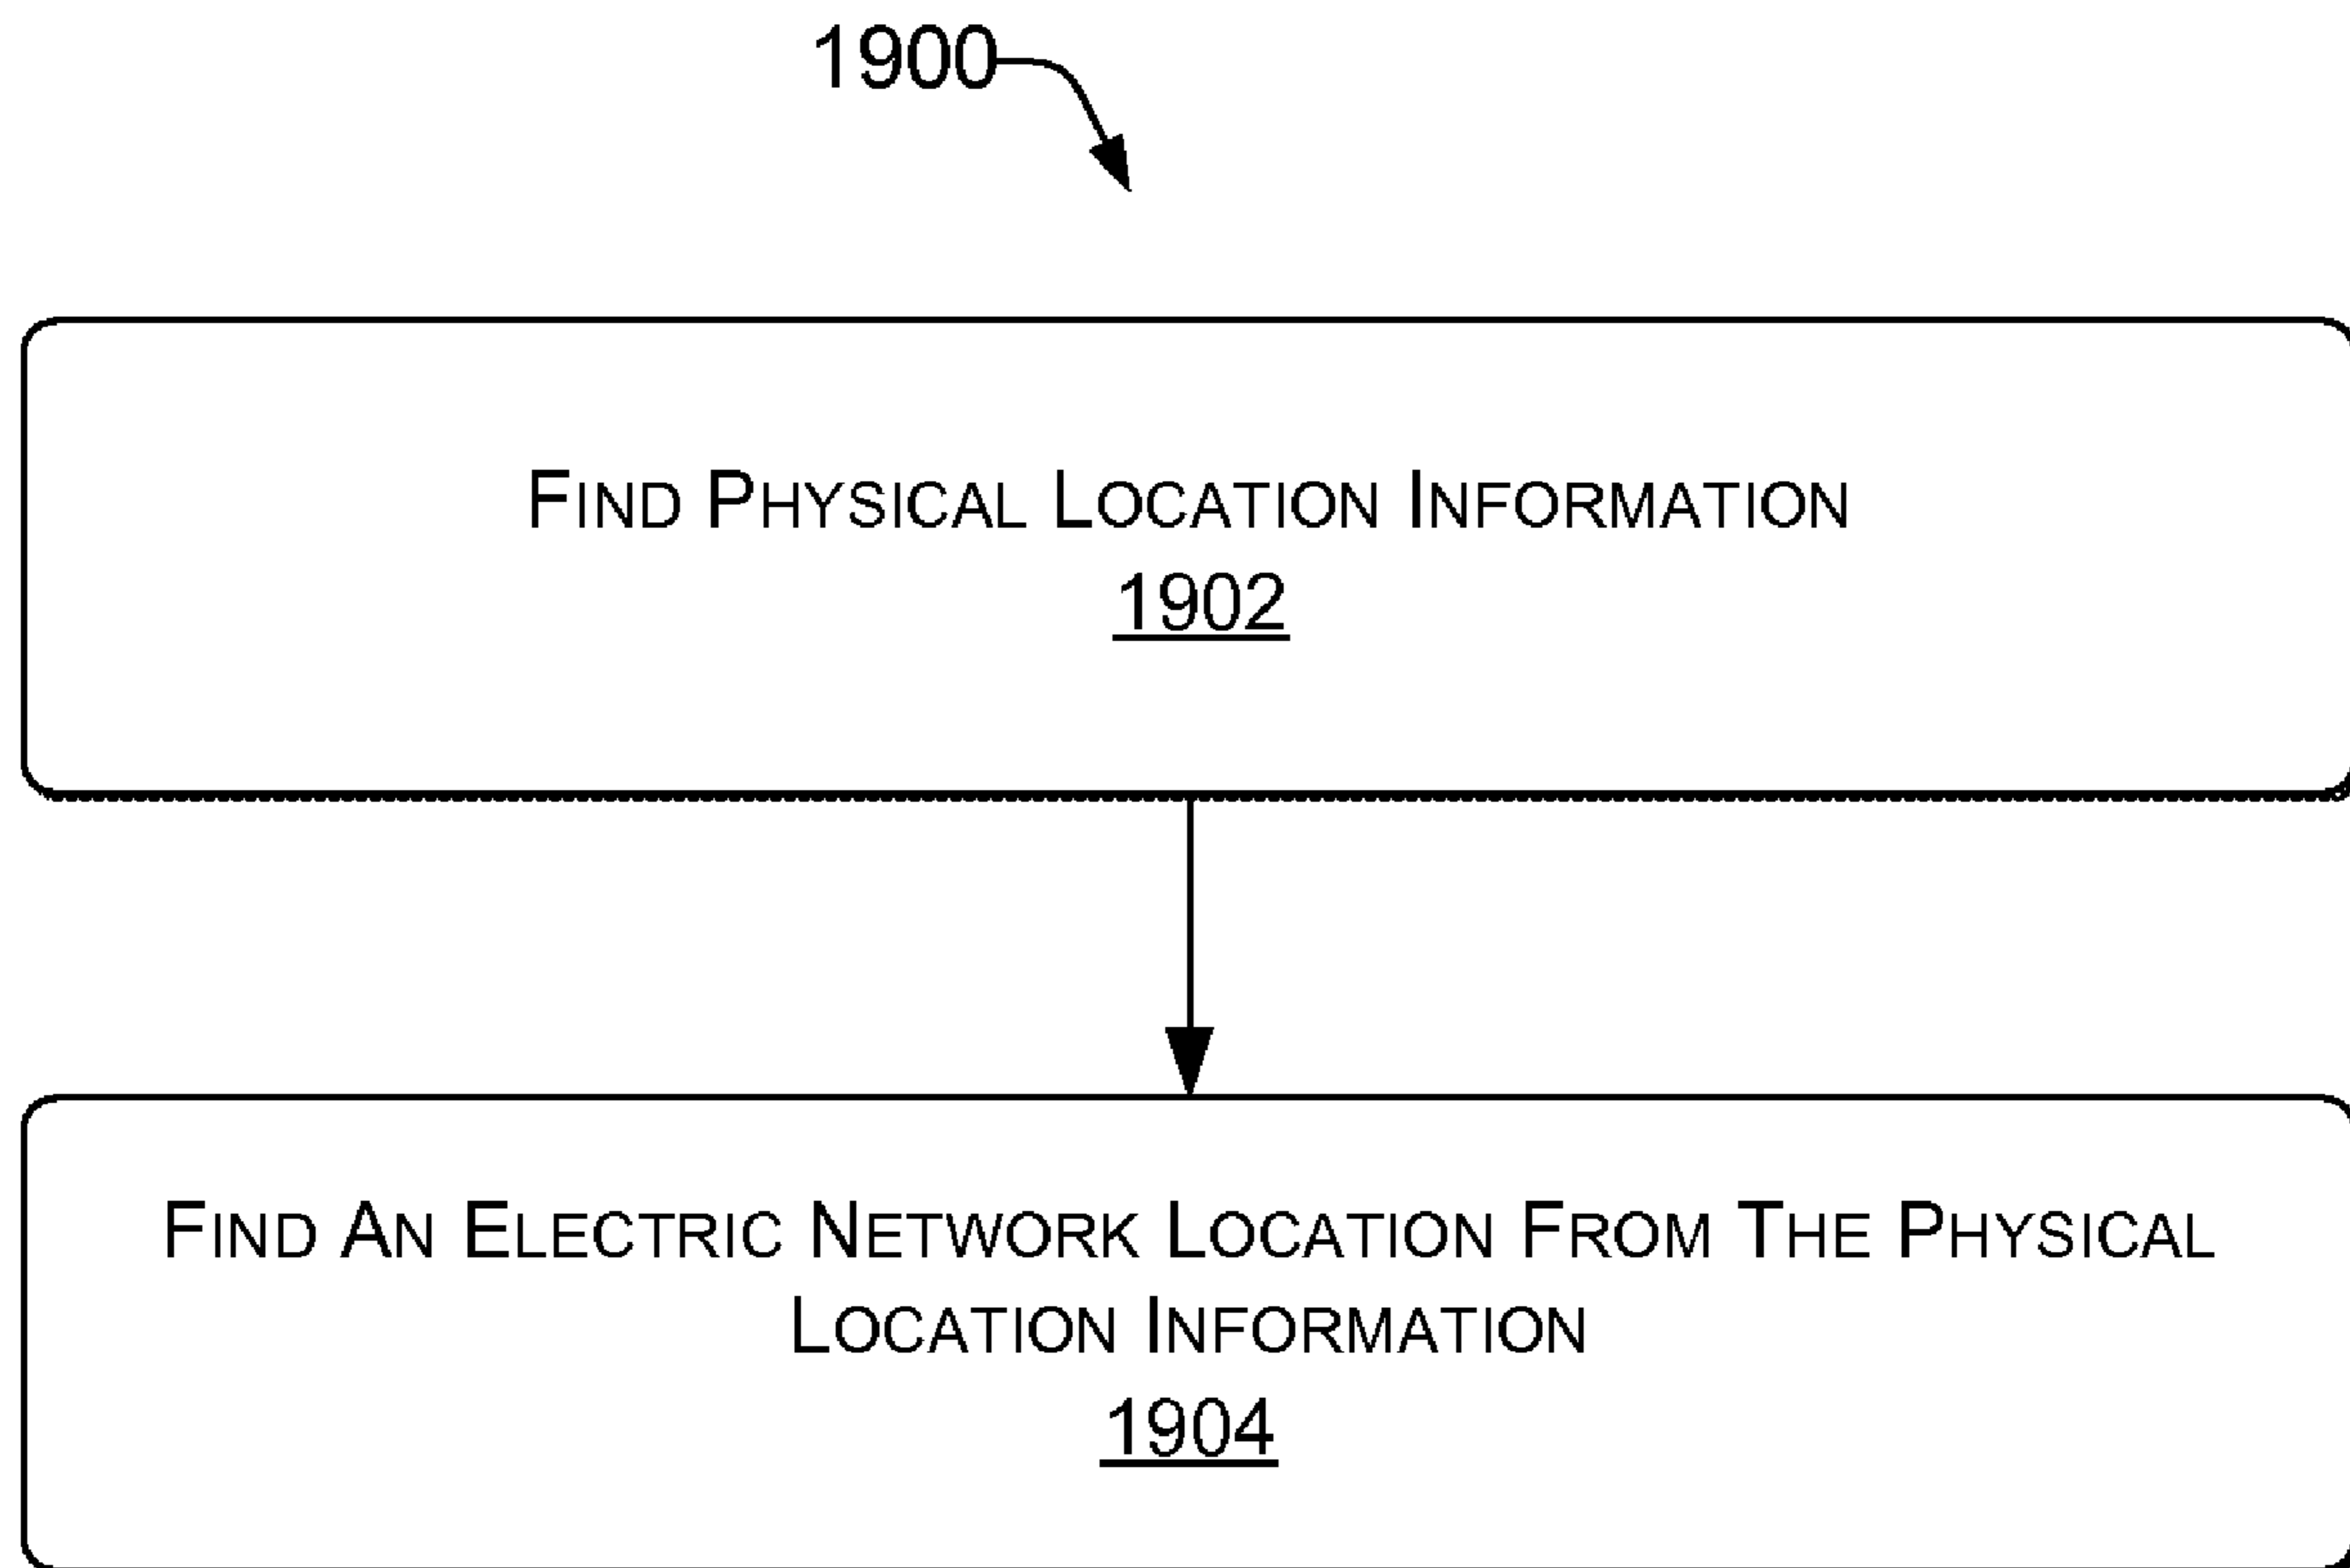 1900
FIND PHYSICAL LOCATION INFORMATION
1902
FIND AN ELECTRIC NETWORK LOCATION FROM THE PHYSICAL
LOCATION INFORMATION
1904